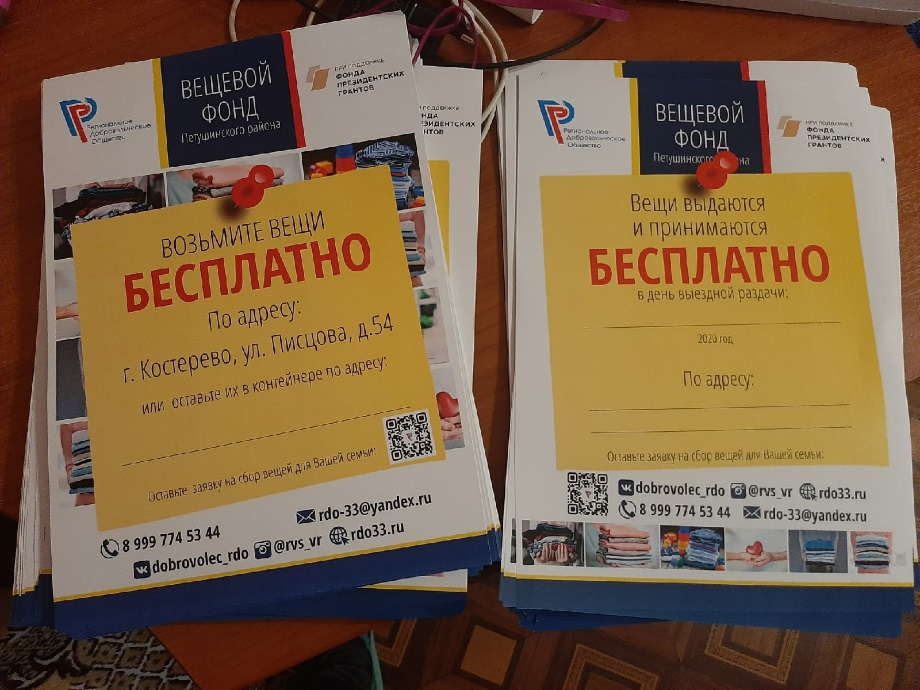 Региональное
Добровольческое
Общество
ВЕЩЕВОЙ
ФОНД
Петушинского района
ПРИ ПОДДЕРЖКЕ
ФОНДА
ПРЕЗИДЕНТСКИХ
ГРАНТОВ
ВОЗЬМИТЕ ВЕЩИ
БЕСПЛАТНО
По адресу:
г. Костерево, ул. Писцова, д.54
или оставьте их в контейнере по адресу:
Оставьте заявку на сбор вещей для Вашей семьи:
8 999 774 53 44
rdo-33@yandex.ru
dobrovolec_rdo @rvs_vr rdo33.ru
Региональное
Добровольческое
Общество
ВЕЩЕВОЙ
ФОНД
Петушинского района
ПРИ ПОДДЕРЖКЕ
ФОНДА
ПРЕЗИДЕНТСКИХ
ГРАНТОВ
Вещи выдаются
и принимаются
БЕСПЛАТНО
в день выездной раздачи:
2020 год
По адресу:
Оставьте заявку на сбор вещей для Вашей семьи:
dobrovolec_rdo @rvs_vr rdo33.ru
8 999 774 53 44 rdo-33@yandex.ru